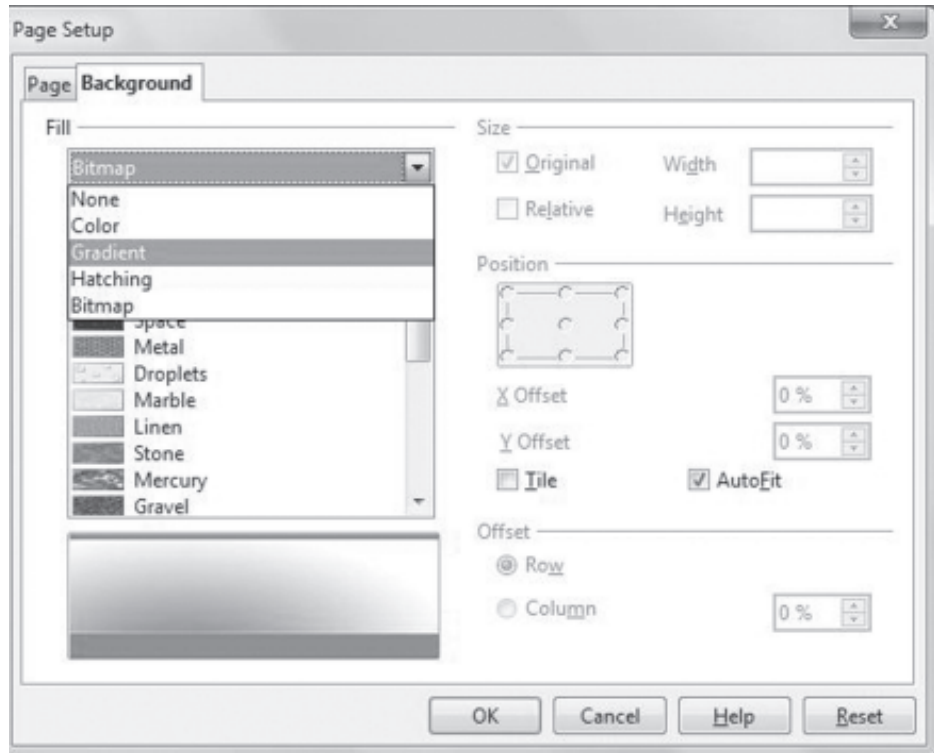 Page Setup
Page Background
Fill
Bitmap
None
Color
Gradient
Hatching
Bitmap
Space
Metal
Droplets
Marble
Linen
Stone
Mercury
Gravel
Size
Original Width
Relative Height
Position
X Offset 0 %
Y Offset 0 %
Tile AutoFit
Offset
Row
Column 0 %
OK Cancel Help Reset